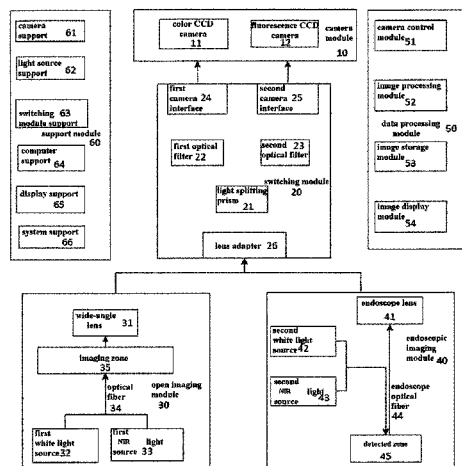 camera
support 61
light source
support 62
switching 63
module support
support module
60
computer
support
64
display support
65
system support
66
color CCD
camera
11
fluorescence CCD
camera
12
camera
module
10
first
camera 24
interface
second
camera 25
interface
first optical
filter 22
second 23
optical filter
switching module
20
light splitting
prism
21
lens adapter 26
camera control
module
51
image processing
module
52
data processing
module 50
image storage
module
53
image display
module
54
wide-angle
lens 31
imaging zone
35
optical
fiber
34
open imaging
module
30
first
white light
source 32
first
NIR light
source 33
endoscope lens
41
second
white light
source 42
endoscopic
imaging
module 40
second
NIR light
source 43
endoscope
optical
fiber
44
detected zone
45